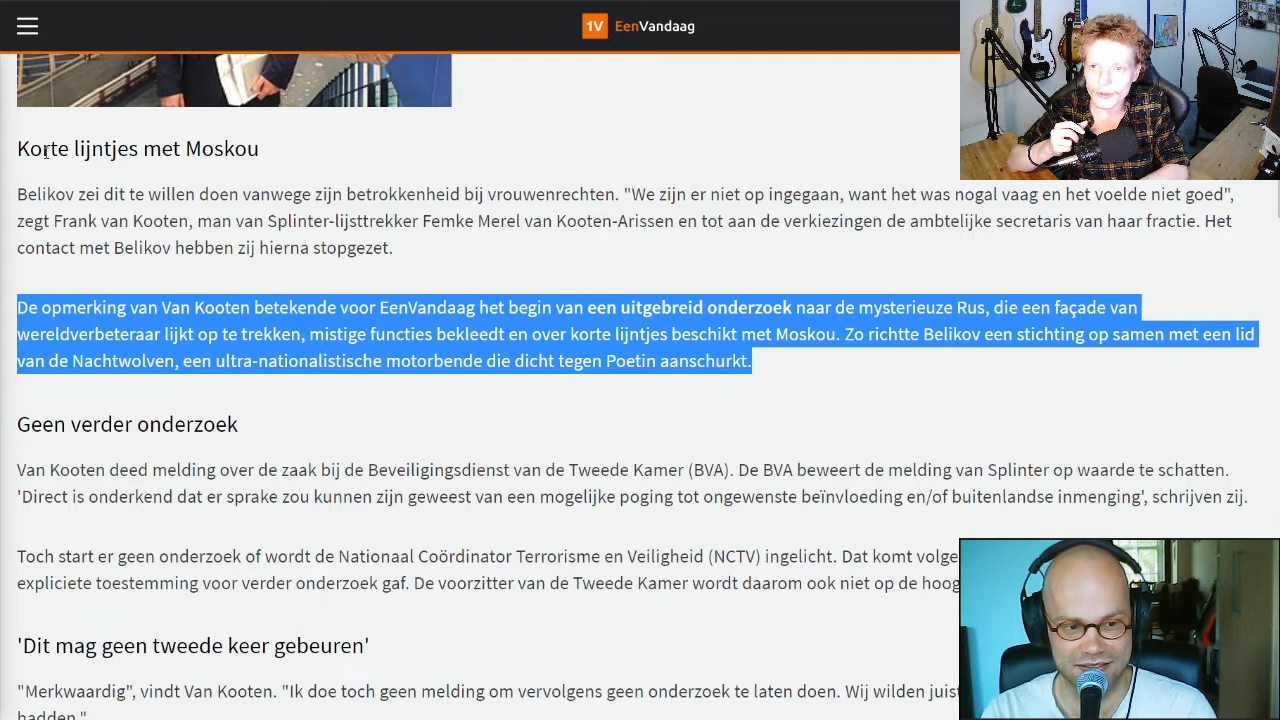 1V EenVandaag
Korte lijntjes met Moskou
Belikov zei dit te willen doen vanwege zijn betrokkenheid bij vrouwenrechten. "We zijn er niet op ingegaan, want het was nogal vaag en het voelde niet goed",
zegt Frank van Kooten, man van Splinter-lijsttrekker Femke Merel van Kooten-Arissen en tot aan de verkiezingen de ambtelijke secretaris van haar fractie. Het
contact met Belikov hebben zij hierna stopgezet.
De opmerking van Van Kooten betekende voor EenVandaag het begin van een uitgebreid onderzoek naar de mysterieuze Rus, die een façade van
wereldverbeteraar lijkt op te trekken, mistige functies bekleedt en over korte lijntjes beschikt met Moskou. Zo richtte Belikov een stichting op samen met een lid
van de Nachtwolven, een ultra-nationalistische motorbende die dicht tegen Poetin aanschurkt.
Geen verder onderzoek
Van Kooten deed melding over de zaak bij de Beveiligingsdienst van de Tweede Kamer (BVA). De BVA beweert de melding van Splinter op waarde te schatten.
'Direct is onderkend dat er sprake zou kunnen zijn geweest van een mogelijke poging tot ongewenste beïnvloeding en/of buitenlandse inmenging', schrijven zij.
Toch start er geen onderzoek of wordt de Nationaal Coördinator Terrorisme en Veiligheid (NCTV) ingelicht. Dat komt volge
expliciete toestemming voor verder onderzoek gaf. De voorzitter van de Tweede Kamer wordt daarom ook niet op de hoog
'Dit mag geen tweede keer gebeuren'
"Merkwaardig", vindt Van Kooten. "Ik doe toch geen melding om vervolgens geen onderzoek te laten doen. Wij wilden juis
hadden."